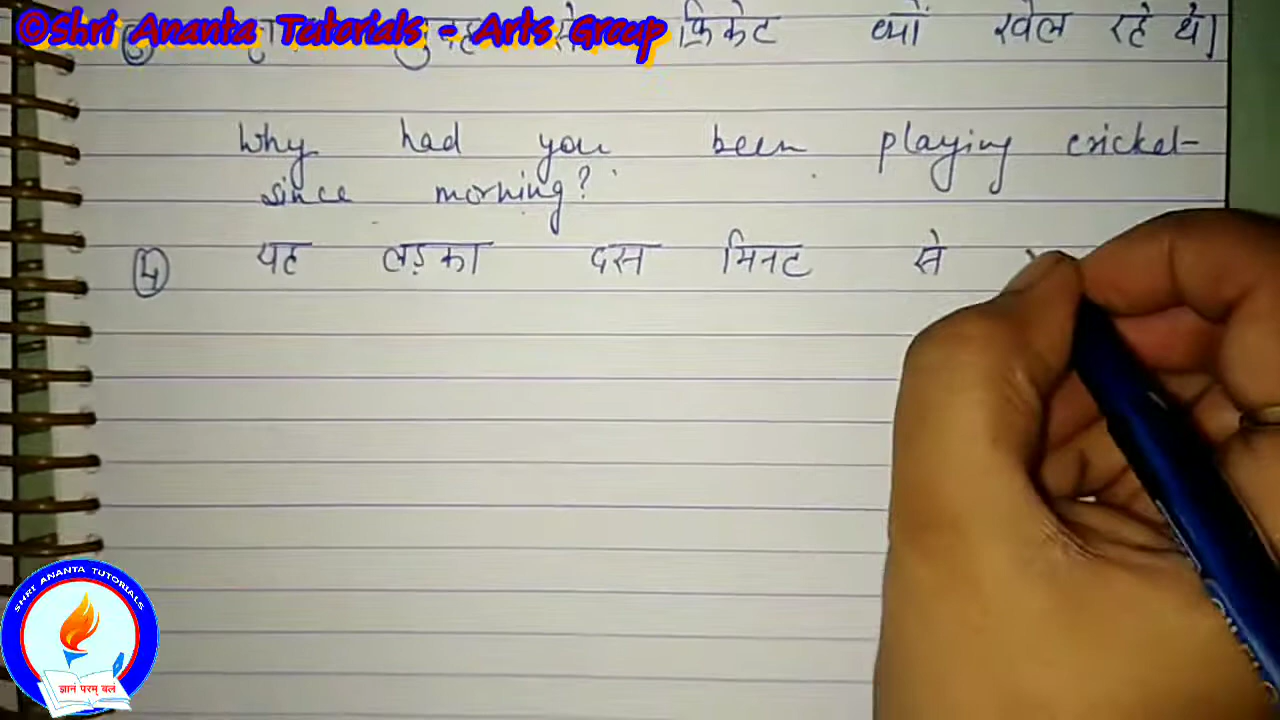 ©Shri Ananta Tutorials - Arts Group
क्रिकेट क्यों खेल रहे थे।
Why had you been playing cricket
since morning?
④ यह लड़का दस मिनट से
SHRI ANANTA TUTORIALS
ज्ञानं परमं बलं